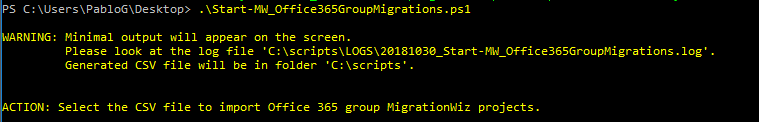 PS C:\Users\PabloG\Desktop> .\Start-MW_Office365GroupMigrations.ps1
WARNING: Minimal output will appear on the screen.
Please look at the log file 'C:\scripts\LOGS\20181030_Start-MW_Office365GroupMigrations.log'.
Generated CSV file will be in folder 'C:\scripts'.
ACTION: Select the CSV file to import Office 365 group MigrationWiz projects.